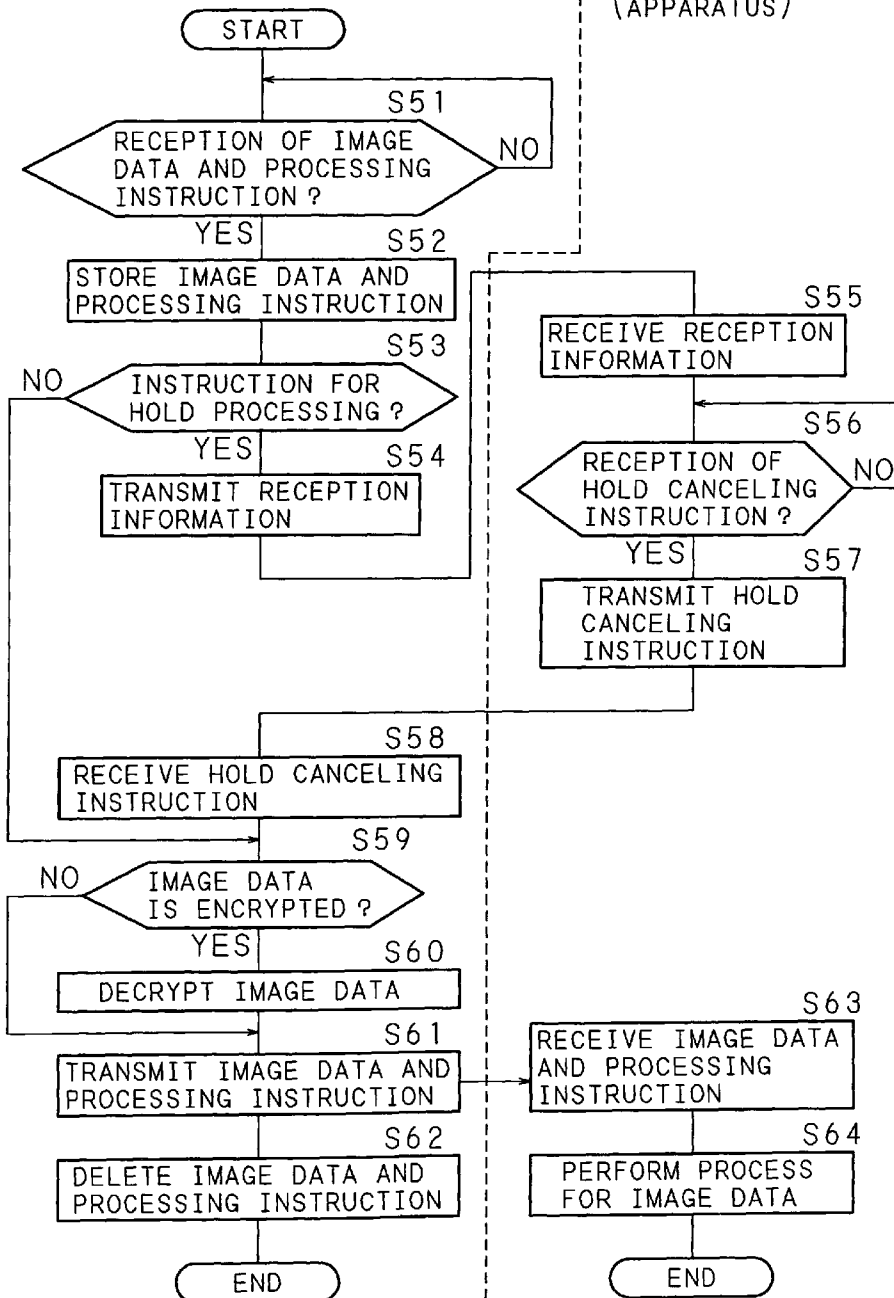 (APPARATUS)
START
S51
RECEPTION OF IMAGE
DATA AND PROCESSING
INSTRUCTION?
NO
YES
S52
STORE IMAGE DATA AND
PROCESSING INSTRUCTION
S53
NO
INSTRUCTION FOR
HOLD PROCESSING?
YES
S54
TRANSMIT RECEPTION
INFORMATION
S55
RECEIVE RECEPTION
INFORMATION
S56
RECEPTION OF
HOLD CANCELING
INSTRUCTION?
NO
YES
S57
TRANSMIT HOLD
CANCELING
INSTRUCTION
S58
RECEIVE HOLD CANCELING
INSTRUCTION
S59
NO
IMAGE DATA
IS ENCRYPTED?
YES
S60
DECRYPT IMAGE DATA
S61
TRANSMIT IMAGE DATA AND
PROCESSING INSTRUCTION
S62
DELETE IMAGE DATA AND
PROCESSING INSTRUCTION
END
S63
RECEIVE IMAGE DATA
AND PROCESSING
INSTRUCTION
S64
PERFORM PROCESS
FOR IMAGE DATA
END